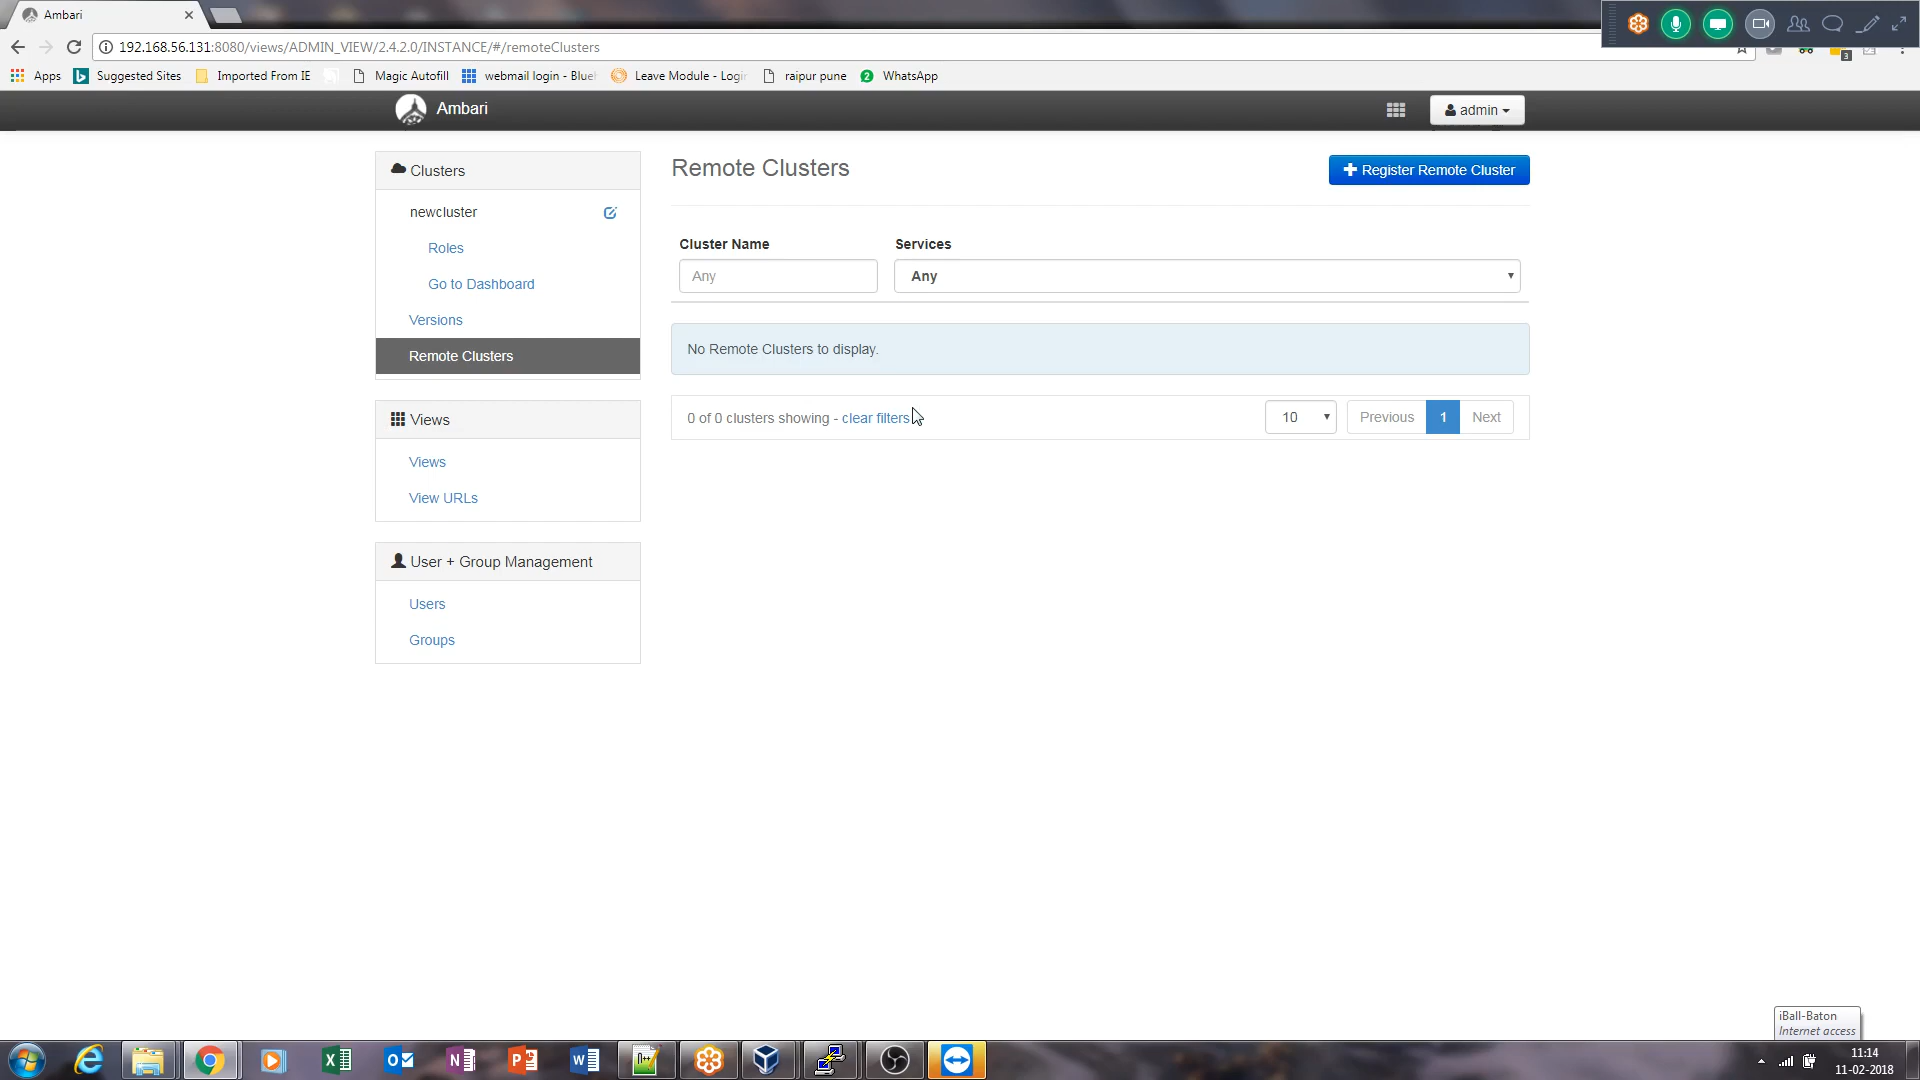 Ambari
192.168.56.131:8080/views/ADMIN_VIEW/2.4.2.0/INSTANCE/#/remoteClusters
Apps
Suggested Sites
Imported From IE
Magic Autofill
webmail login - Blue
Leave Module - Logi
raipur pune
2
WhatsApp
3
Ambari
admin
Clusters
newcluster
Roles
Go to Dashboard
Versions
Remote Clusters
Views
Views
View URLs
User + Group Management
Users
Groups
Remote Clusters
Register Remote Cluster
Cluster Name
Services
Any
Any
No Remote Clusters to display.
0 of 0 clusters showing - clear filters
10
Previous
1
Next
iBall-Baton
Internet access
11:14
11-02-2018